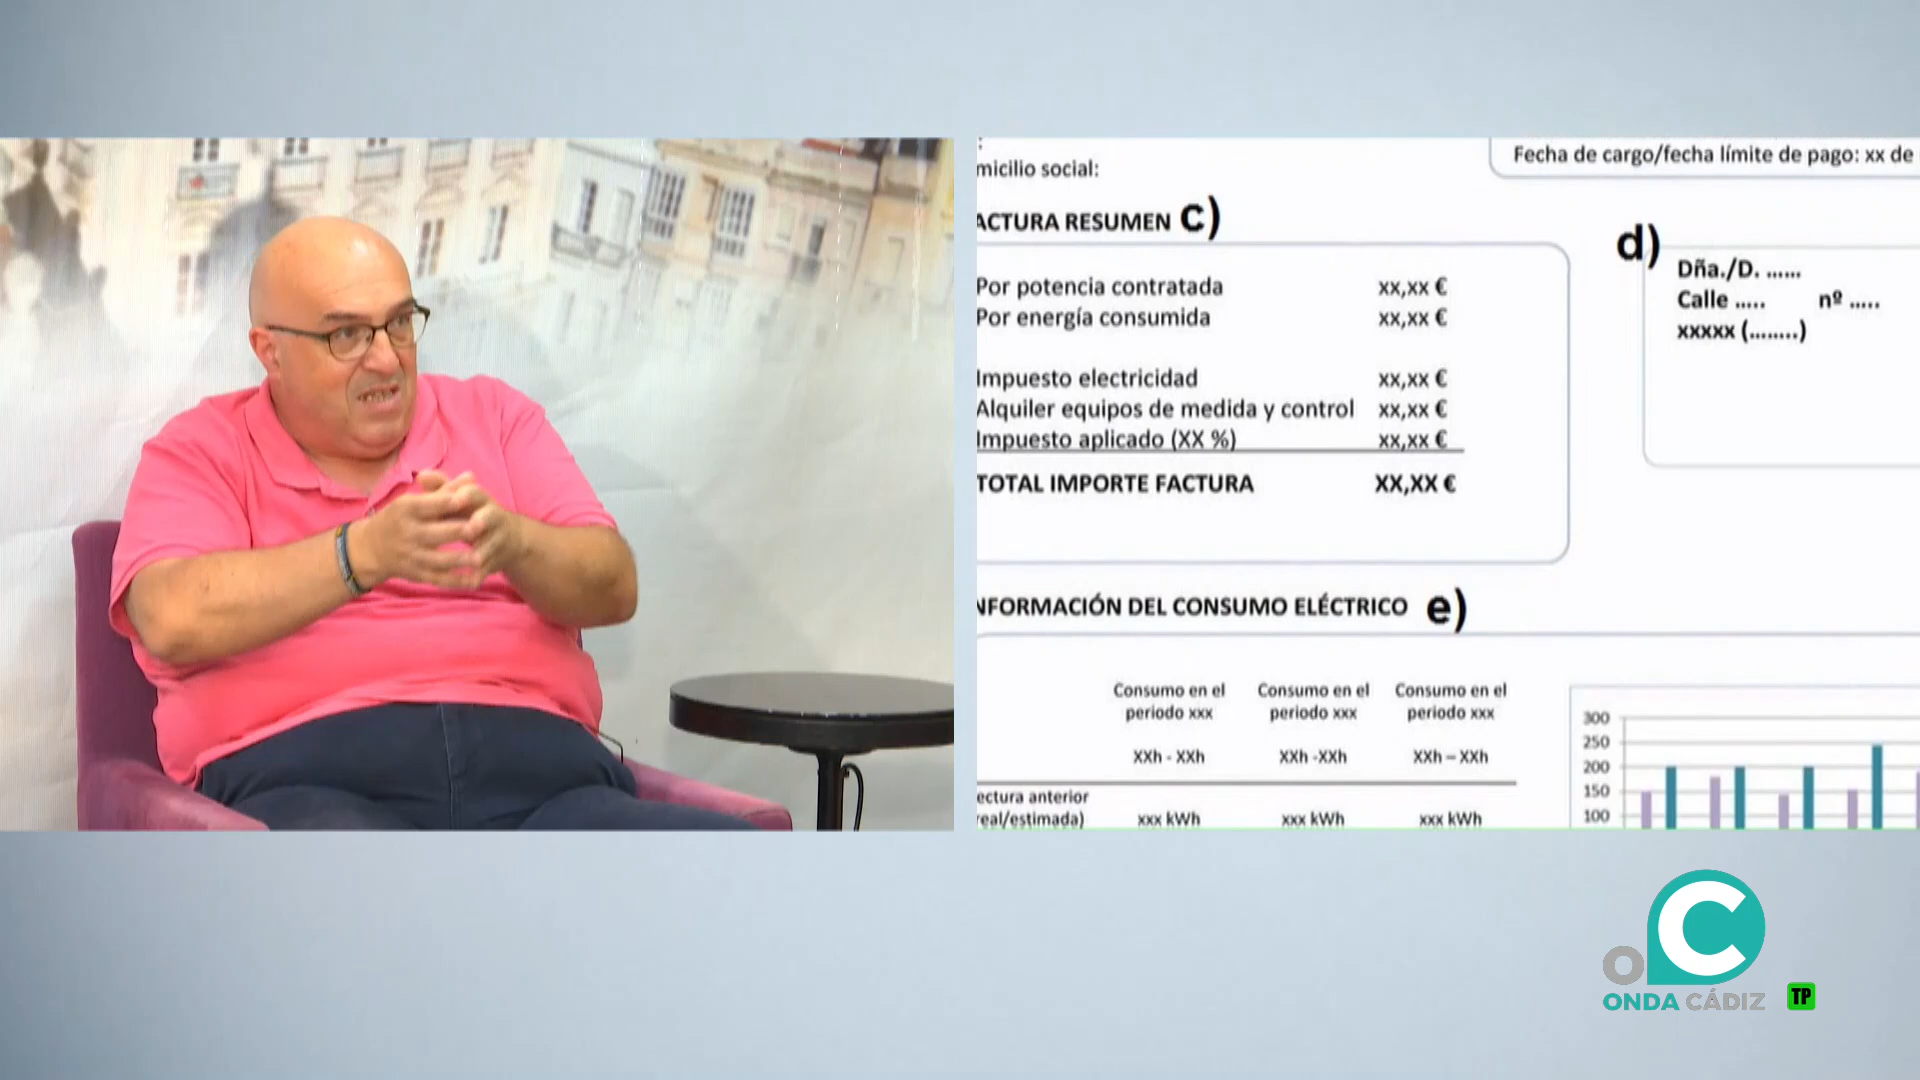 micilio social:
Fecha de cargo/fecha límite de pago: xx de
ACTURA RESUMEN c)
Por potencia contratada xx,xx €
Por energía consumida xx,xx €
Impuesto electricidad xx,xx €
Alquiler equipos de medida y control xx,xx €
Impuesto aplicado (XX %) xx,xx €
TOTAL IMPORTE FACTURA XX,XX €
d)
Dña./D. ......
Calle ..... nº .....
xxxxx (........)
NFORMACIÓN DEL CONSUMO ELÉCTRICO e)
Consumo en el periodo xxx Consumo en el periodo xxx Consumo en el periodo xxx
XXh - XXh XXh -XXh XXh – XXh
ectura anterior
real/estimada) xxx kWh xxx kWh xxx kWh
300
250
200
150
100
OC
ONDA CÁDIZ
TP